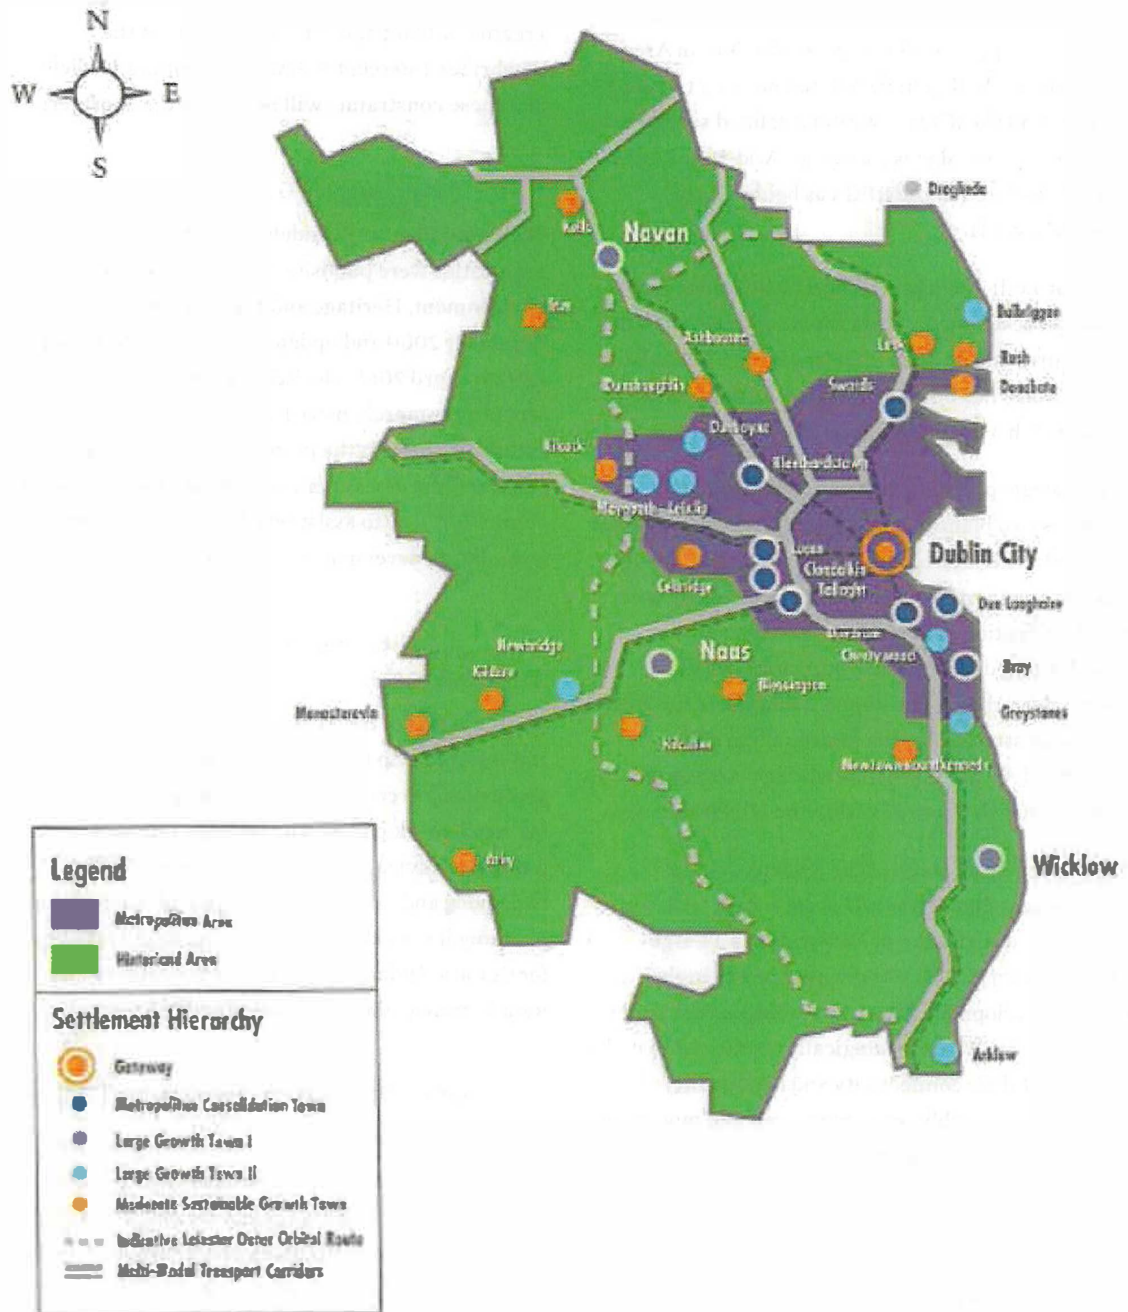 N
W
E
S
Drogheda
Kells
Navan
Trim
Balbriggan
Ashbourne
Lusk
Rush
Dunshaughlin
Swords
Donabate
Dunboyne
Kilcock
Blanchardstown
Maynooth
Leixlip
Lucan
Dublin City
Clondalkin
Celbridge
Tallaght
Dun Laoghaire
Dundrum
Newbridge
Naas
Cherrywood
Bray
Kildare
Blessington
Monasterevin
Greystones
Kilcullen
Newtownmountkennedy
Athy
Wicklow
Arklow
Legend
Metropolitan Area
Hinterland Area
Settlement Hierarchy
Gateway
Metropolitan Consolidation Town
Large Growth Town I
Large Growth Town II
Moderate Sustainable Growth Town
Indicative Leinster Outer Orbital Route
Multi-Modal Transport Corridors